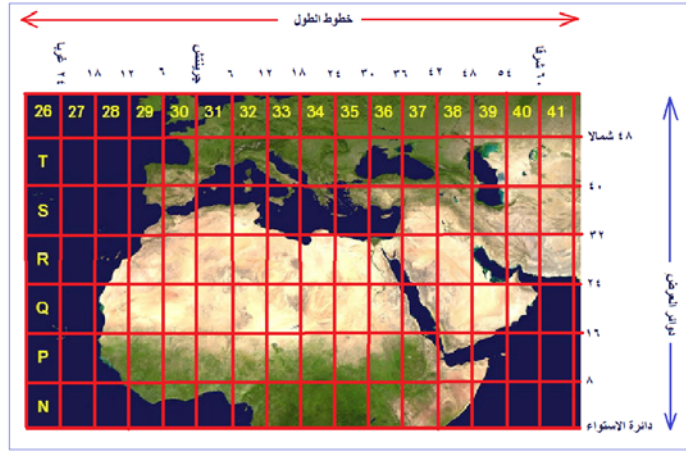 خطوط الطول
٢٤ غربا ١٨ ١٢ ٦ جرينتش ٦ ١٢ ١٨ ٢٤ ٣٠ ٣٦ ٤٢ ٤٨ ٥٤ ٦٠ شرقا
26 27 28 29 30 31 32 33 34 35 36 37 38 39 40 41
٤٨ شمالا
T
٤٠
S
٣٢
R
٢٤
Q
١٦
P
٨
N
دائرة الاستواء
دوائر العرض